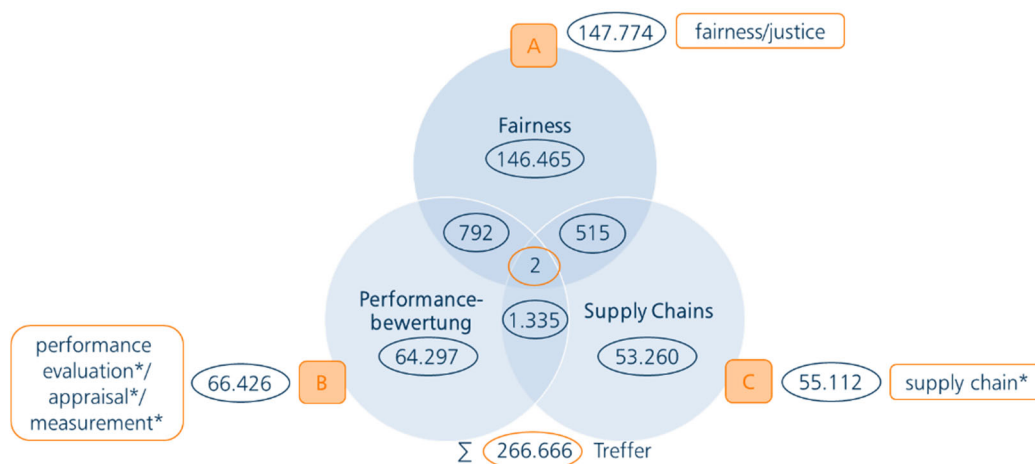 A
147.774
fairness/justice
Fairness
146.465
792
515
2
Performance-
bewertung
64.297
1.335
Supply Chains
53.260
performance
evaluation*/
appraisal*/
measurement*
66.426
B
C
55.112
supply chain*
∑ 266.666 Treffer